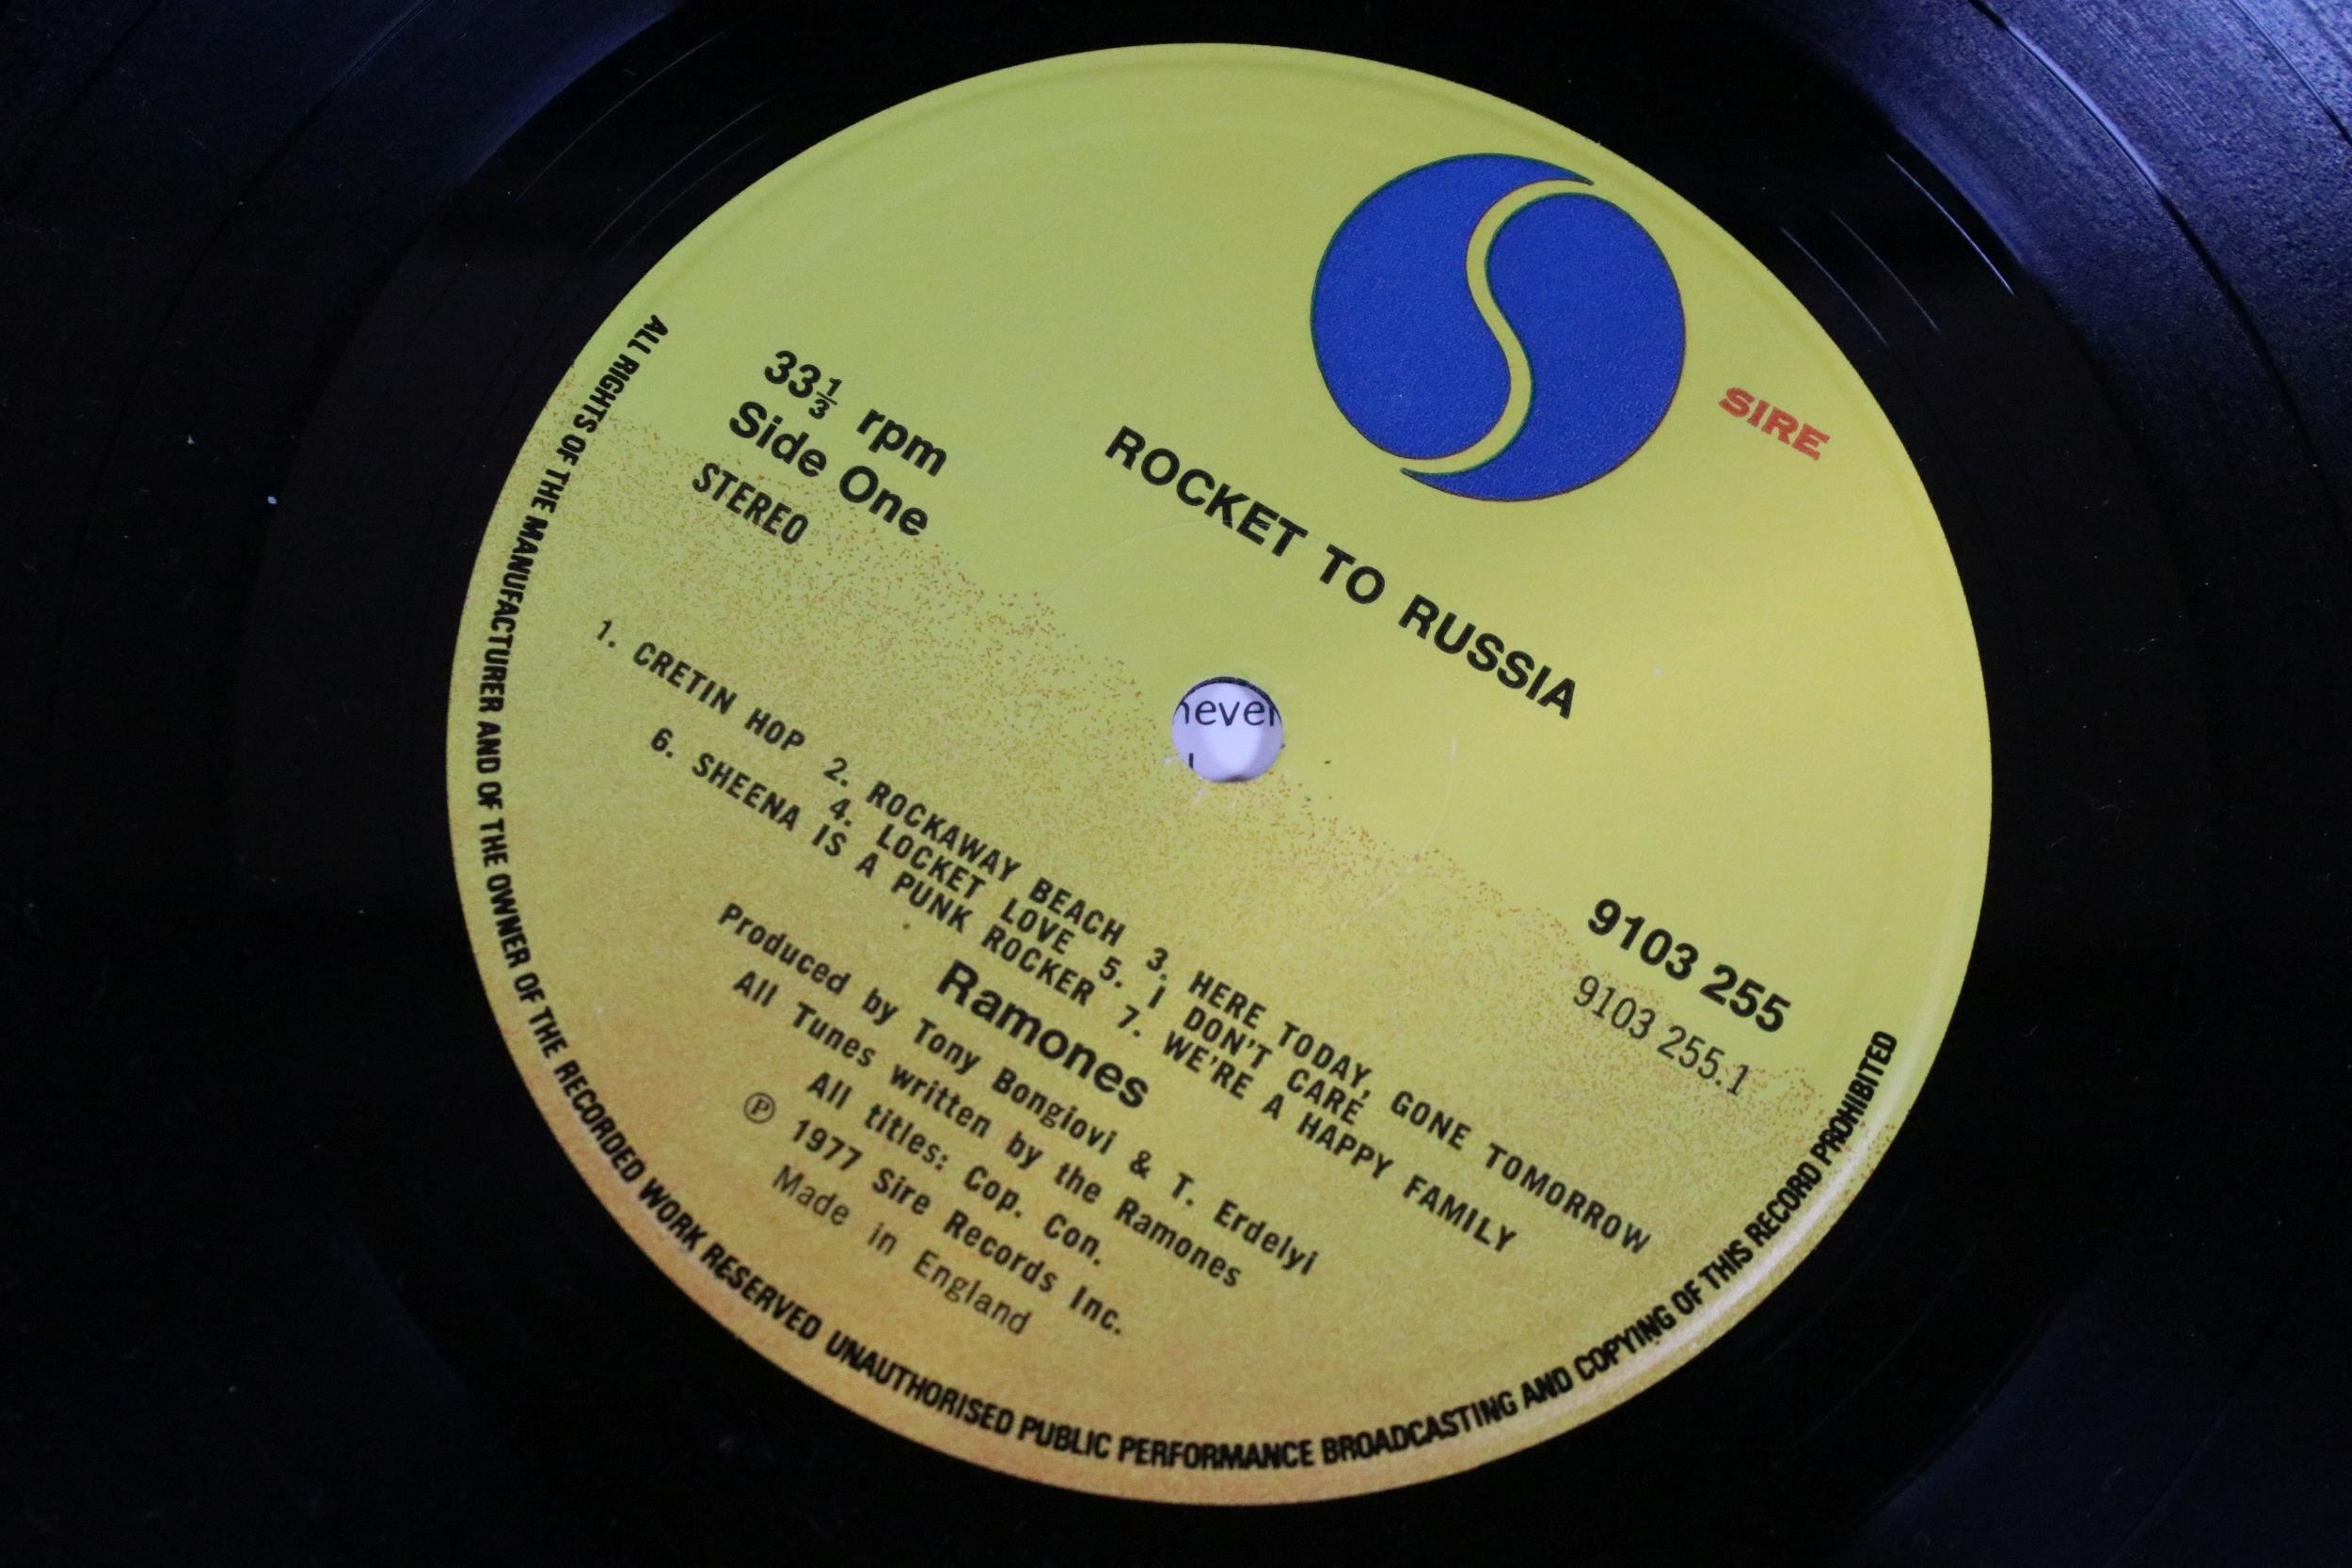 SIRE
ROCKET TO RUSSIA
33⅓ rpm
Side One
STEREO
9103 255
9103 255.1
never
1. CRETIN HOP 2. ROCKAWAY BEACH 3. HERE TODAY, GONE TOMORROW
4. LOCKET LOVE 5. I DON'T CARE
6. SHEENA IS A PUNK ROCKER 7. WE'RE A HAPPY FAMILY
Ramones
Produced by Tony Bongiovi & T. Erdelyi
All Tunes written by the Ramones
All titles: Cop. Con.
℗ 1977 Sire Records Inc.
Made in England
ALL RIGHTS OF THE MANUFACTURER AND OF THE OWNER OF THE RECORDED WORK RESERVED UNAUTHORISED PUBLIC PERFORMANCE BROADCASTING AND COPYING OF THIS RECORD PROHIBITED